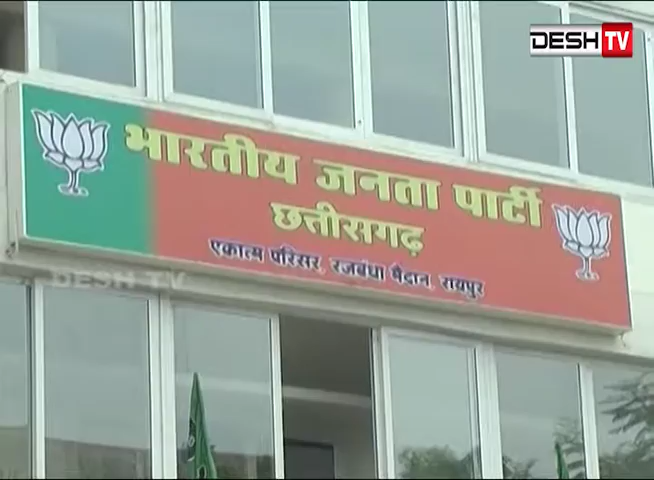 DESH TV
भारतीय जनता पार्टी
छत्तीसगढ़
एकात्म परिसर, रजबंधा मैदान, रायपुर
DESH TV